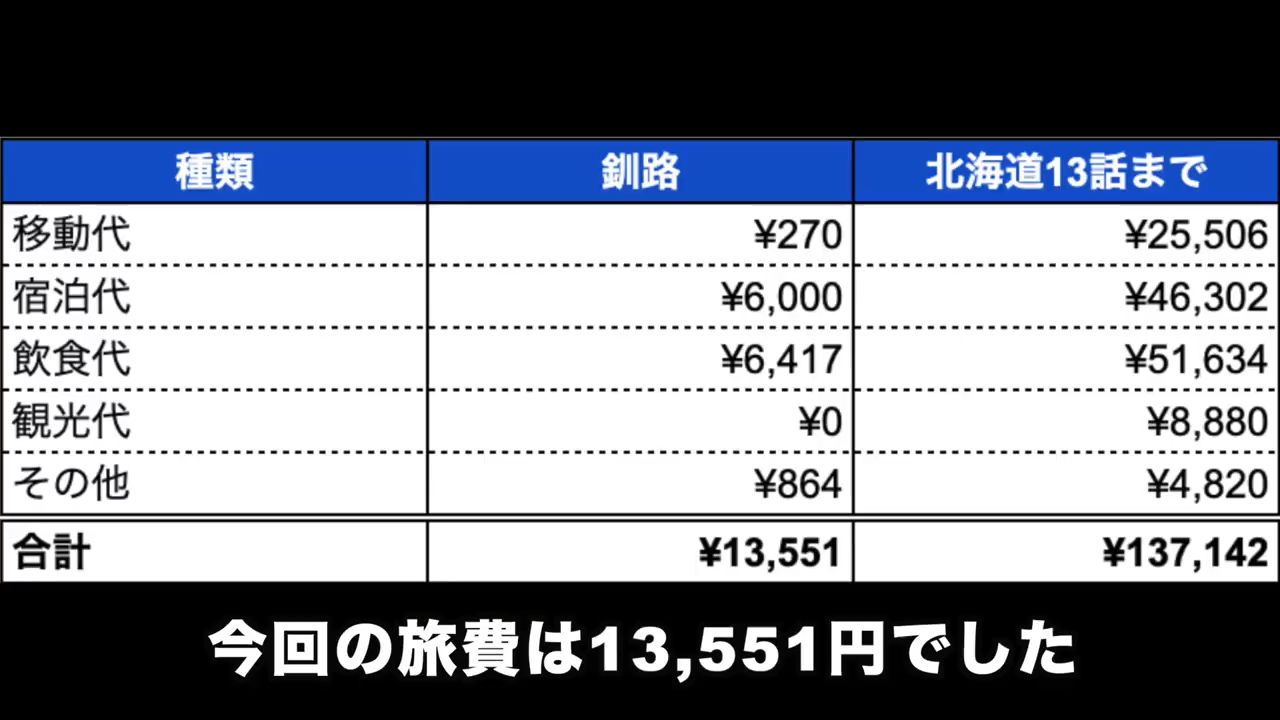 種類 釧路 北海道13話まで
移動代 ¥270 ¥25,506
宿泊代 ¥6,000 ¥46,302
飲食代 ¥6,417 ¥51,634
観光代 ¥0 ¥8,880
その他 ¥864 ¥4,820
合計 ¥13,551 ¥137,142
今回の旅費は13,551円でした